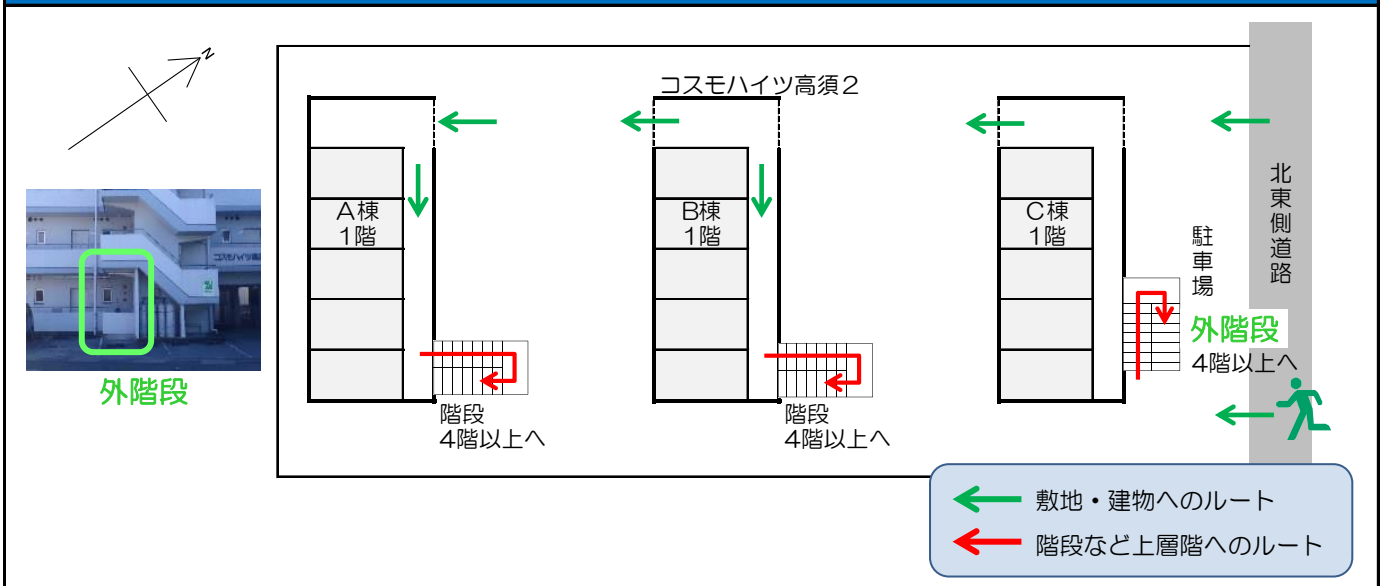 N
コスモハイツ高須2
A棟
1階
B棟
1階
C棟
1階
北東側道路
駐車場
外階段
4階以上へ
外階段
階段
4階以上へ
階段
4階以上へ
敷地・建物へのルート
階段など上層階へのルート